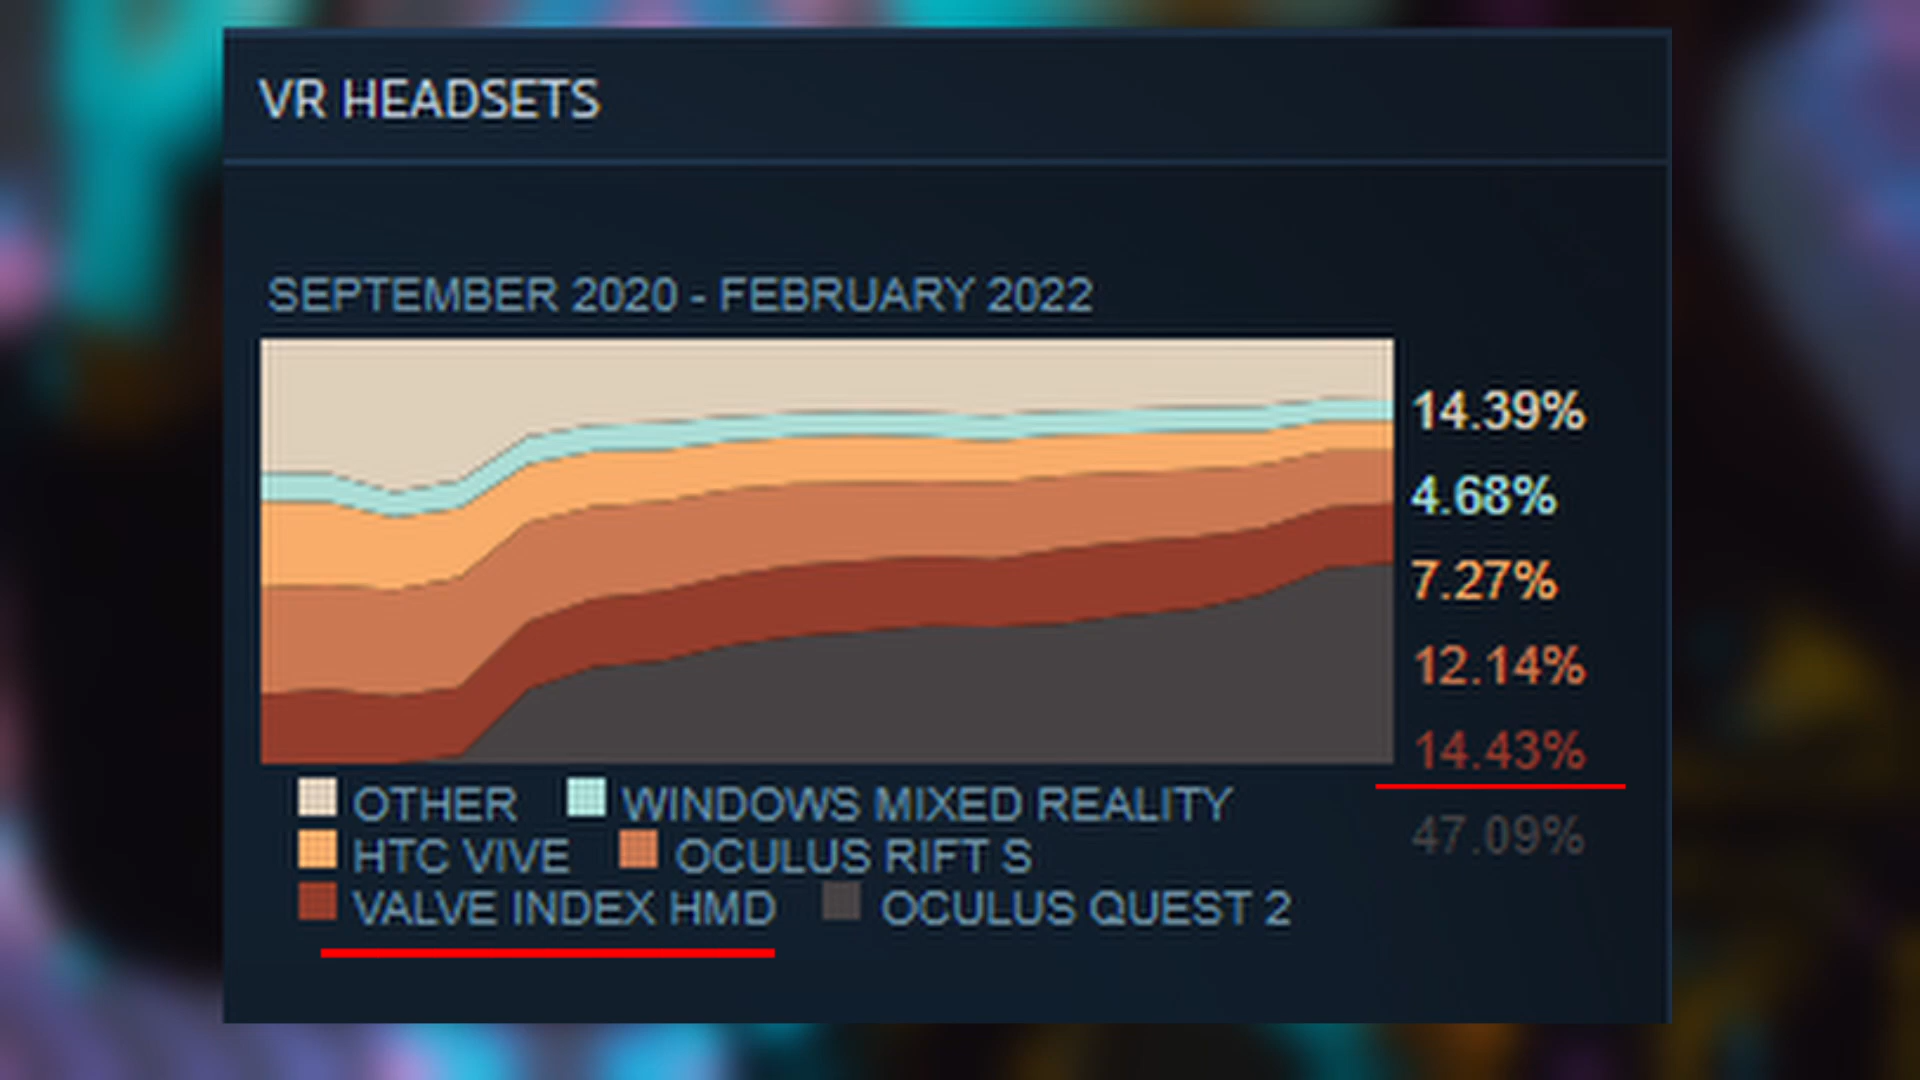 VR HEADSETS
SEPTEMBER 2020 - FEBRUARY 2022
14.39%
4.68%
7.27%
12.14%
14.43%
47.09%
OTHER WINDOWS MIXED REALITY
HTC VIVE OCULUS RIFT S
VALVE INDEX HMD OCULUS QUEST 2